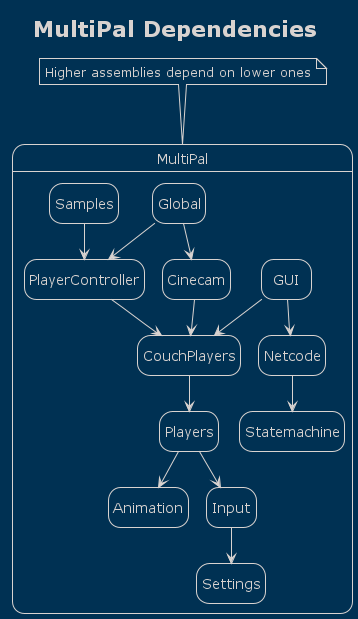 MultiPal Dependencies
Higher assemblies depend on lower ones
MultiPal
Samples
Global
PlayerController
Cinecam
GUI
CouchPlayers
Netcode
Players
Statemachine
Animation
Input
Settings